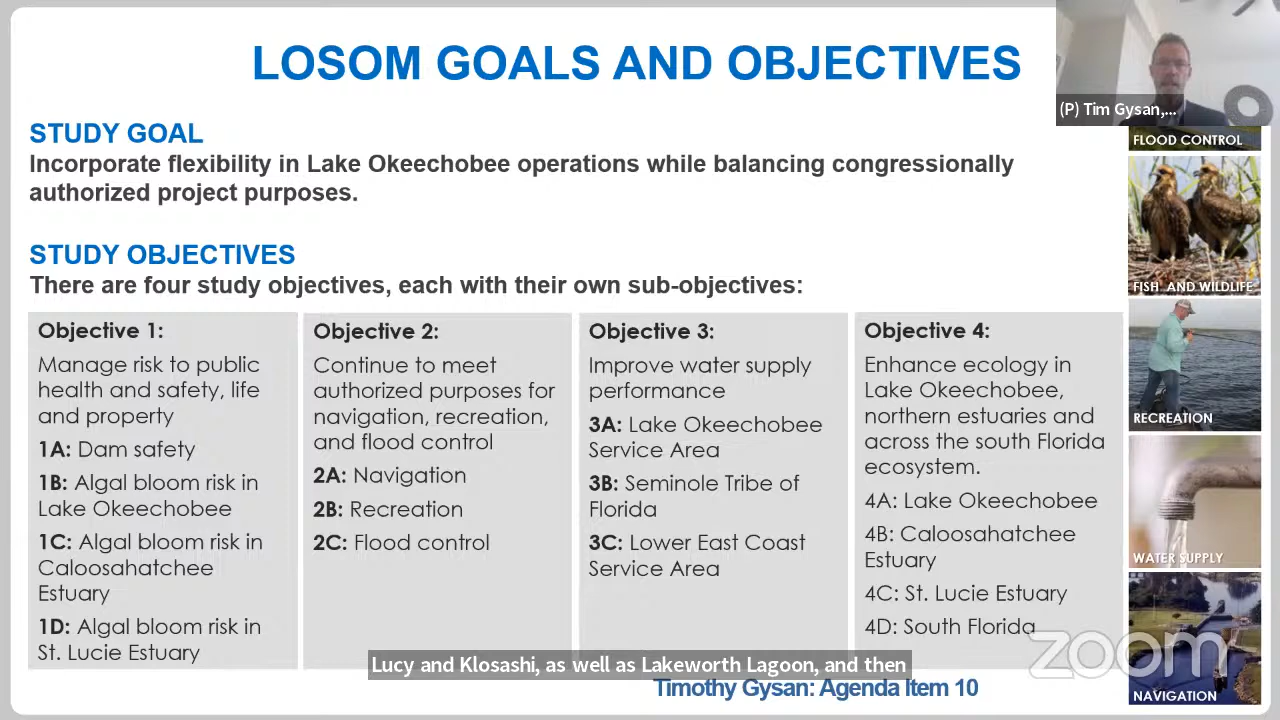 LOSOM GOALS AND OBJECTIVES
(P) Tim Gysan,...
STUDY GOAL
Incorporate flexibility in Lake Okeechobee operations while balancing congressionally
authorized project purposes.
STUDY OBJECTIVES
There are four study objectives, each with their own sub-objectives:
Objective 1:
Manage risk to public
health and safety, life
and property
1A: Dam safety
1B: Algal bloom risk in
Lake Okeechobee
1C: Algal bloom risk in
Caloosahatchee
Estuary
1D: Algal bloom risk in
St. Lucie Estuary
Objective 2:
Continue to meet
authorized purposes for
navigation, recreation,
and flood control
2A: Navigation
2B: Recreation
2C: Flood control
Objective 3:
Improve water supply
performance
3A: Lake Okeechobee
Service Area
3B: Seminole Tribe of
Florida
3C: Lower East Coast
Service Area
Objective 4:
Enhance ecology in
Lake Okeechobee,
northern estuaries and
across the south Florida
ecosystem.
4A: Lake Okeechobee
4B: Caloosahatchee
Estuary
4C: St. Lucie Estuary
4D: South Florida
FLOOD CONTROL
FISH AND WILDLIFE
RECREATION
WATER SUPPLY
NAVIGATION
zoom
Lucy and Klosashi, as well as Lakeworth Lagoon, and then
Timothy Gysan: Agenda Item 10